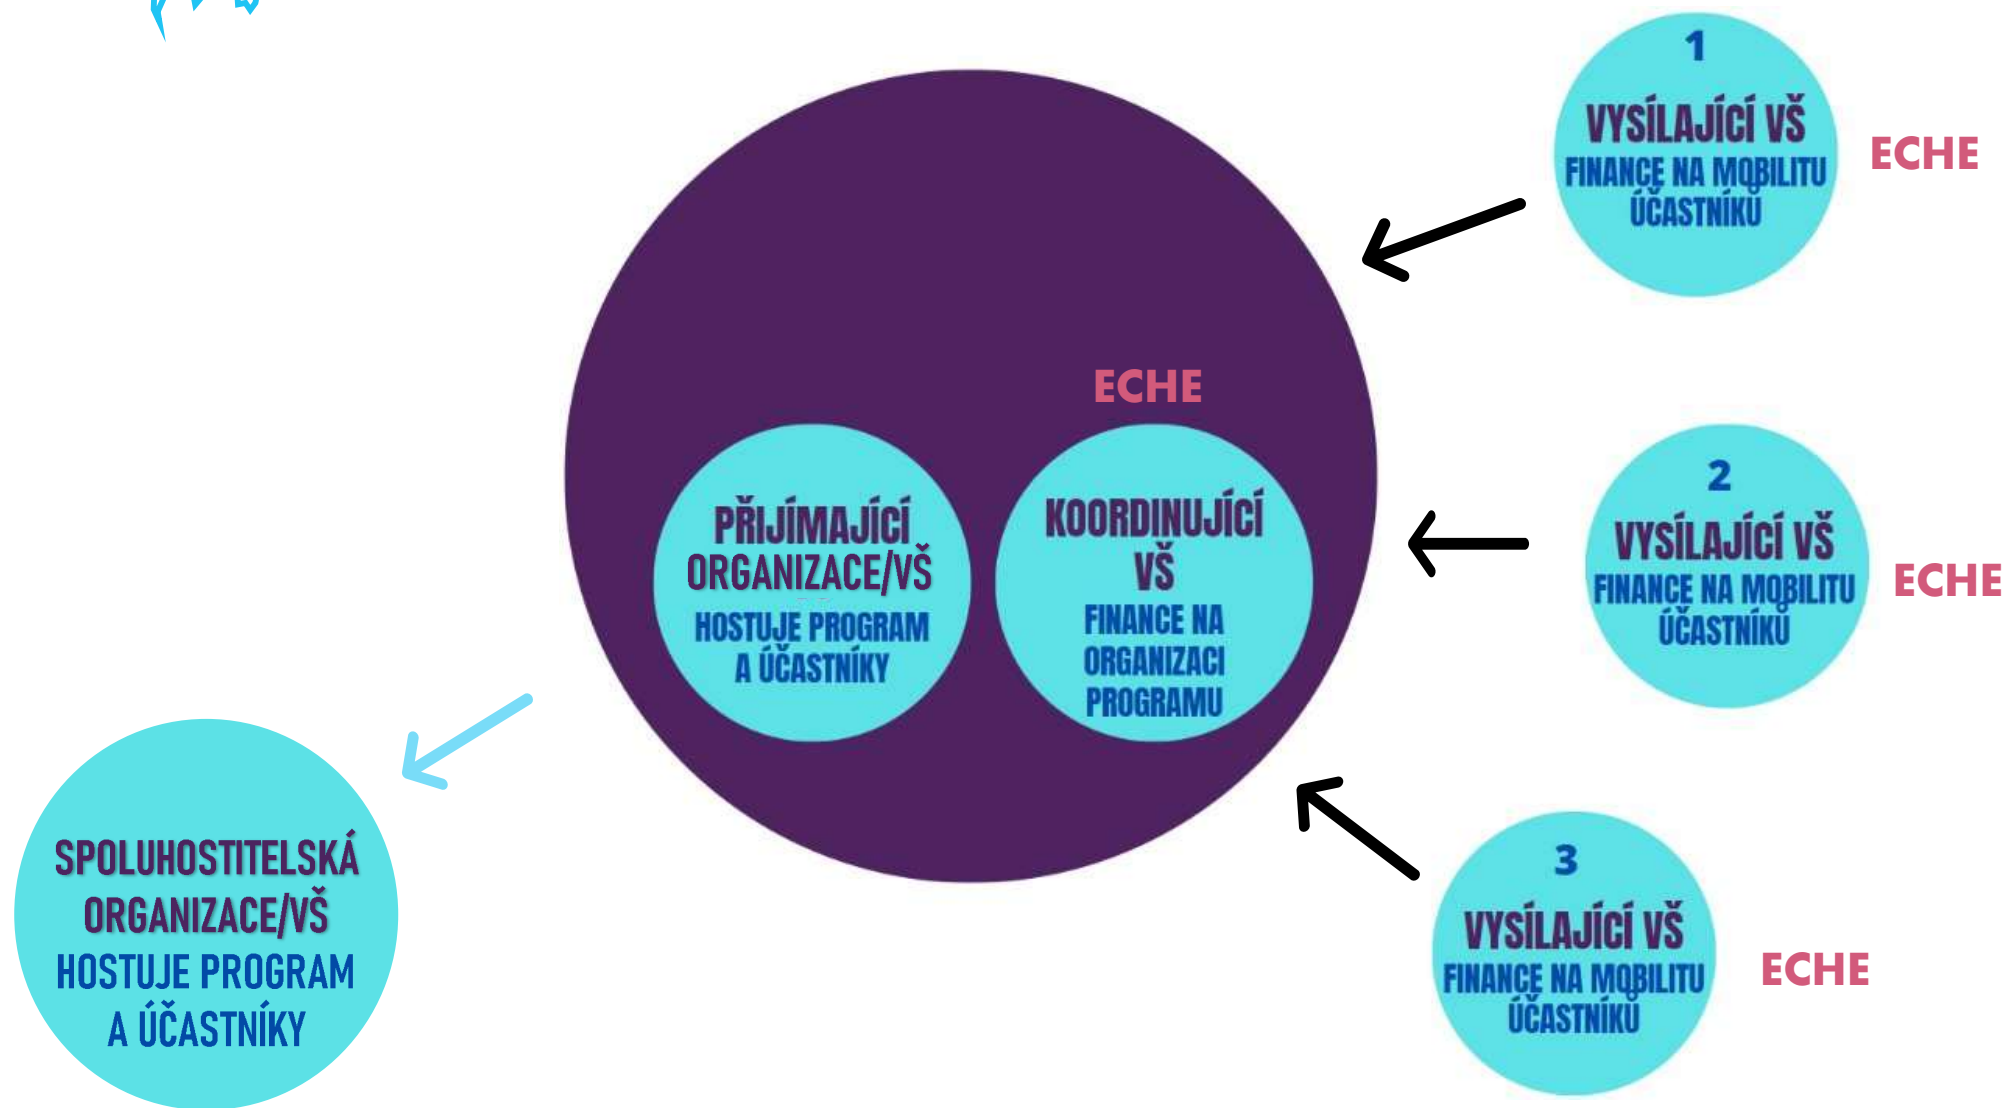 1
VYSÍLAJÍCÍ VŠ
FINANCE NA MOBILITU
ÚČASTNÍKŮ
ECHE
ECHE
PŘIJÍMAJÍCÍ
ORGANIZACE/VŠ
HOSTUJE PROGRAM
A ÚČASTNÍKY
KOORDINUJÍCÍ
VŠ
FINANCE NA
ORGANIZACI
PROGRAMU
2
VYSÍLAJÍCÍ VŠ
FINANCE NA MOBILITU
ÚČASTNÍKŮ
ECHE
SPOLUHOSTITELSKÁ
ORGANIZACE/VŠ
HOSTUJE PROGRAM
A ÚČASTNÍKY
3
VYSÍLAJÍCÍ VŠ
FINANCE NA MOBILITU
ÚČASTNÍKŮ
ECHE